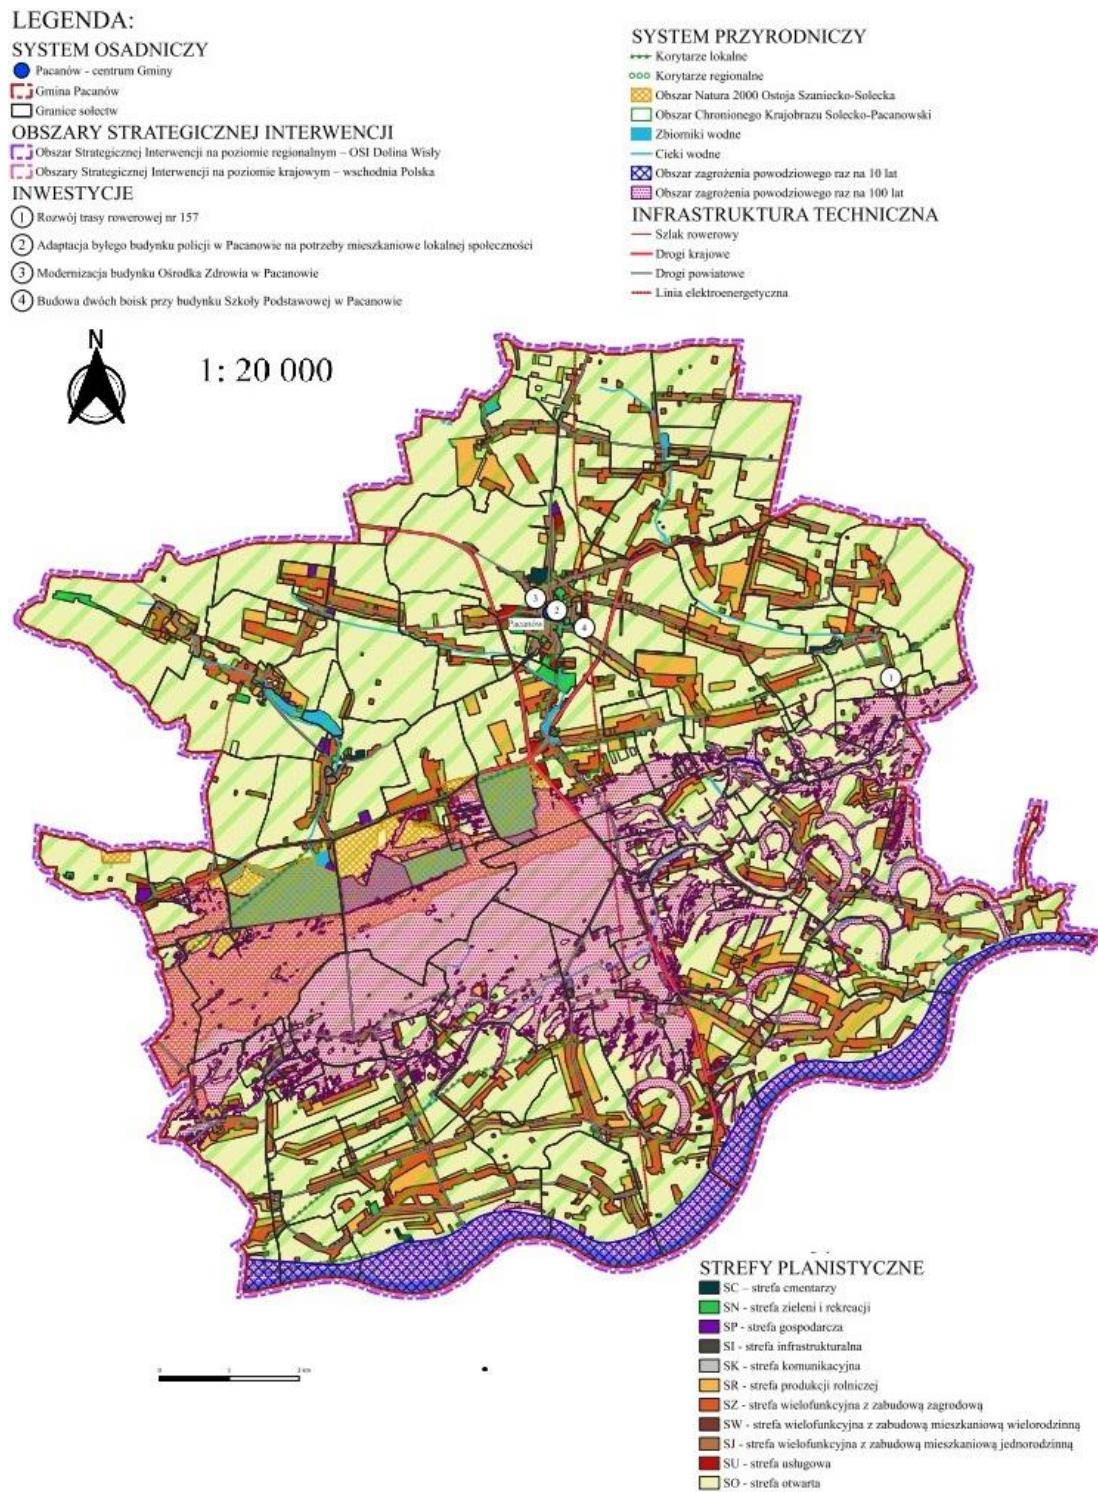 LEGENDA:
SYSTEM OSADNICZY
Pacanów - centrum Gminy
Gmina Pacanów
Granice sołectw
OBSZARY STRATEGICZNEJ INTERWENCJI
Obszar Strategicznej Interwencji na poziomie regionalnym – OSI Dolina Wisły
Obszary Strategicznej Interwencji na poziomie krajowym – wschodnia Polska
INWESTYCJE
1 Rozwój trasy rowerowej nr 157
2 Adaptacja byłego budynku policji w Pacanowie na potrzeby mieszkaniowe lokalnej społeczności
3 Modernizacja budynku Ośrodka Zdrowia w Pacanowie
4 Budowa dwóch boisk przy budynku Szkoły Podstawowej w Pacanowie
SYSTEM PRZYRODNICZY
Korytarze lokalne
Korytarze regionalne
Obszar Natura 2000 Ostoja Szaniecko-Solecka
Obszar Chronionego Krajobrazu Solecko-Pacanowski
Zbiorniki wodne
Cieki wodne
Obszar zagrożenia powodziowego raz na 10 lat
Obszar zagrożenia powodziowego raz na 100 lat
INFRASTRUKTURA TECHNICZNA
Szlak rowerowy
Drogi krajowe
Drogi powiatowe
Linia elektroenergetyczna
N
1: 20 000
3
2
Pacanów
4
1
0 1 2 km
STREFY PLANISTYCZNE
SC – strefa cmentarzy
SN - strefa zieleni i rekreacji
SP - strefa gospodarcza
SI - strefa infrastrukturalna
SK - strefa komunikacyjna
SR - strefa produkcji rolniczej
SZ - strefa wielofunkcyjna z zabudową zagrodową
SW - strefa wielofunkcyjna z zabudową mieszkaniową wielorodzinną
SJ - strefa wielofunkcyjna z zabudową mieszkaniową jednorodzinną
SU - strefa usługowa
SO - strefa otwarta